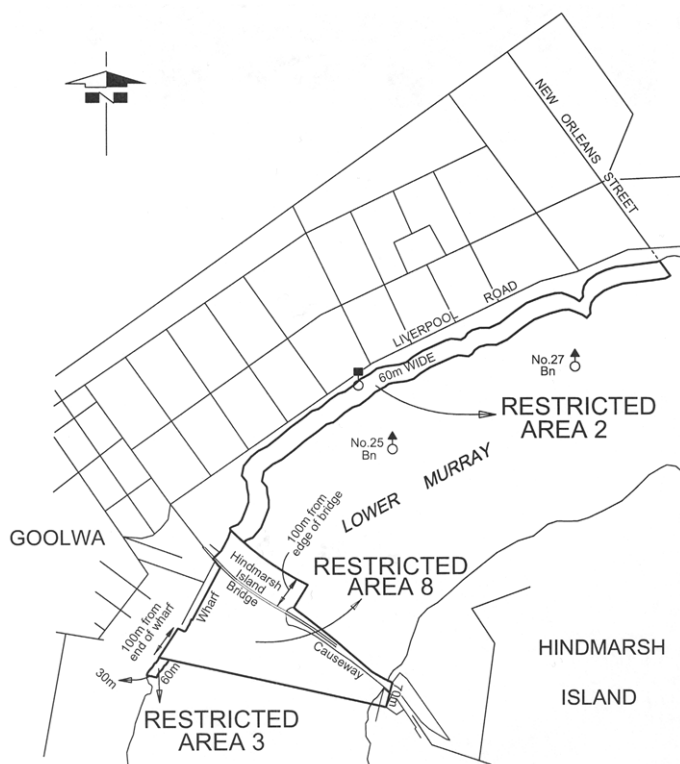 N
NEW ORLEANS STREET
LIVERPOOL ROAD
60m WIDE
No.27
Bn
RESTRICTED
AREA 2
No.25
Bn
LOWER MURRAY
100m from
edge of bridge
GOOLWA
Hindmarsh
Island
Bridge
RESTRICTED
AREA 8
Wharf
100m from
end of wharf
Causeway
HINDMARSH
ISLAND
30m
60m
70m
RESTRICTED
AREA 3